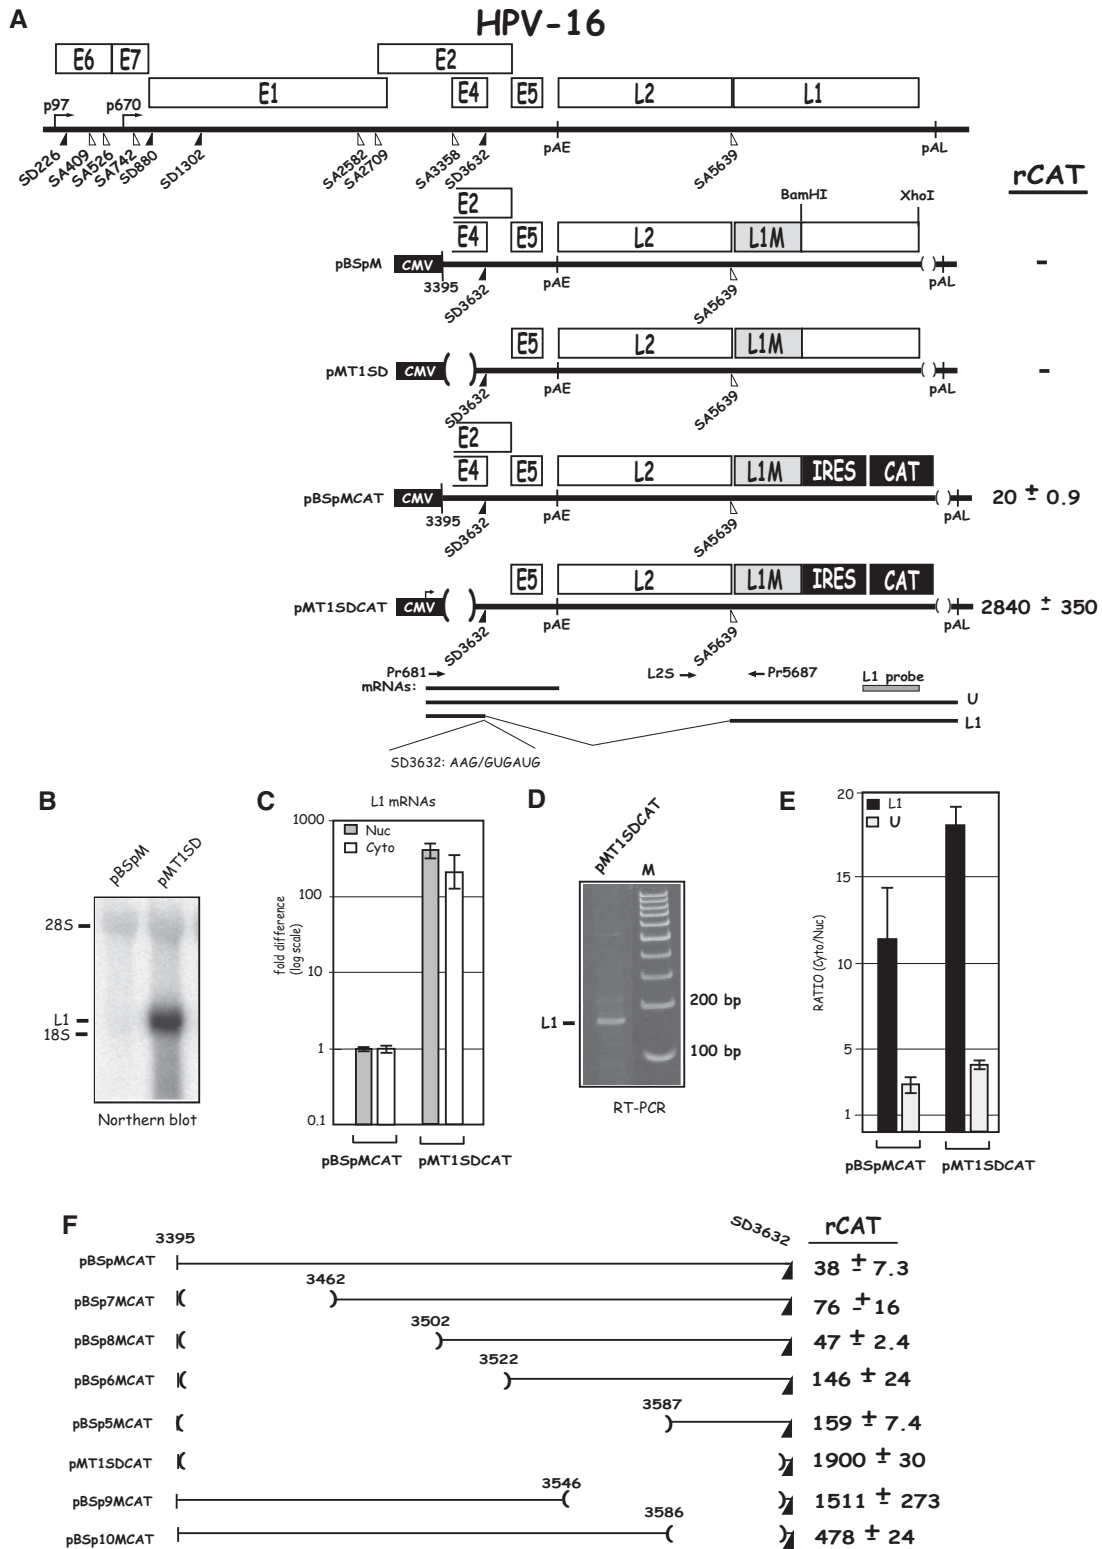 A
HPV-16
E6 E7 E2
E1 E4 E5 L2 L1
p97 p670
SD226 SA409 SA526 SA742 SD880 SD1302 SA2582 SA2709 SA3358 SD3632 pAE SA5639 pAL
rCAT
E2 BamHI XhoI
E4 E5 L2 L1M
pBSpM CMV ( ) -
3395 SD3632 pAE SA5639 pAL
E5 L2 L1M
pMT1SD CMV ( ) ( ) -
SD3632 pAE SA5639 pAL
E2
E4 E5 L2 L1M IRES CAT
pBSpMCAT CMV ( ) 20 ± 0.9
3395 SD3632 pAE SA5639 pAL
E5 L2 L1M IRES CAT
pMT1SDCAT CMV ( ) ( ) 2840 ± 350
SD3632 pAE SA5639 pAL
Pr681 L2S Pr5687 L1 probe
mRNAs:
U
L1
SD3632: AAG/GUGAUG
B
pBSpM pMT1SD
28S
L1
18S
Northern blot
C
L1 mRNAs
1000
Nuc
Cyto
100
10
1
0.1
fold difference
(log scale)
pBSpMCAT pMT1SDCAT
D
pMT1SDCAT M
200 bp
L1
100 bp
RT-PCR
E
20
L1
U
15
10
5
1
RATIO (Cyto/Nuc)
pBSpMCAT pMT1SDCAT
F
3395 SD3632 rCAT
pBSpMCAT 38 ± 7.3
3462
pBSp7MCAT ( ) 76 ± 16
3502
pBSp8MCAT ( ) 47 ± 2.4
3522
pBSp6MCAT ( ) 146 ± 24
3587
pBSp5MCAT ( ) 159 ± 7.4
pMT1SDCAT ( ) 1900 ± 30
3546
pBSp9MCAT ( ) 1511 ± 273
3586
pBSp10MCAT ( ) 478 ± 24